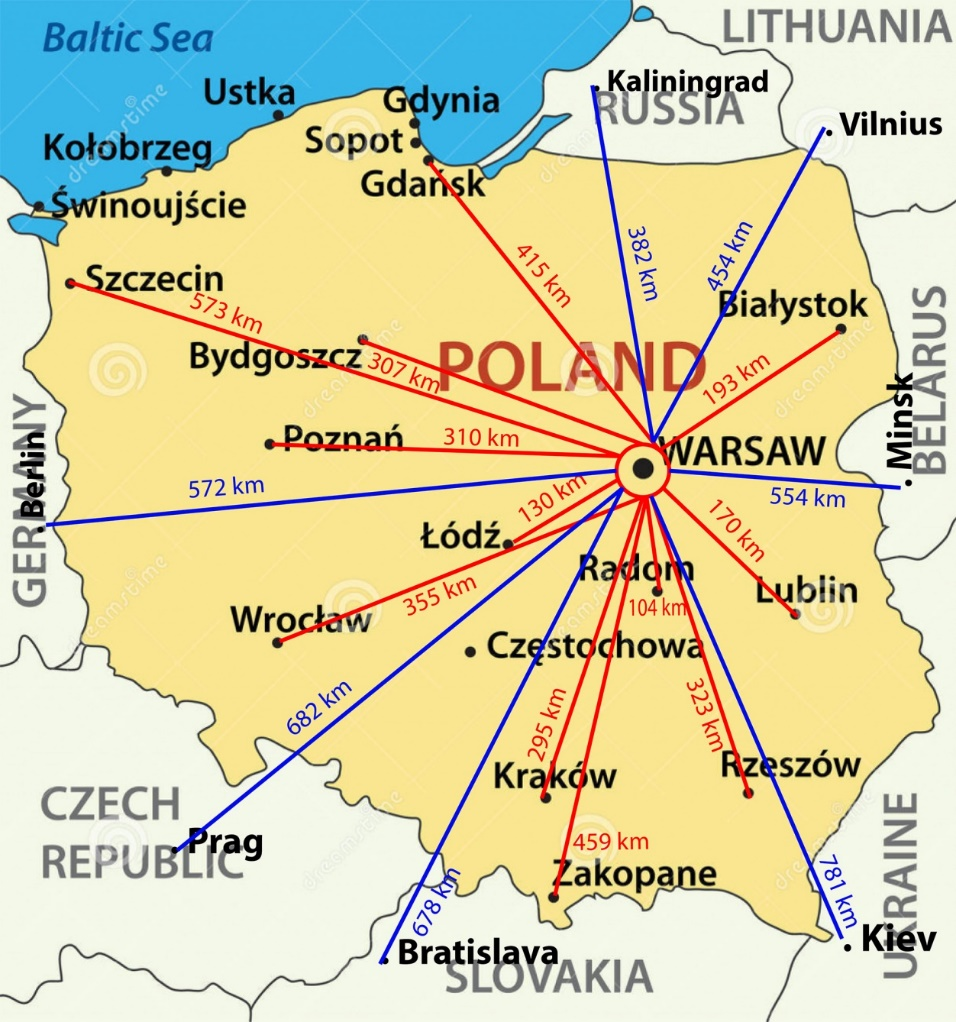 LITHUANIA
Baltic Sea
Kaliningrad
Ustka
Gdynia
RUSSIA
Vilnius
Sopot
Kołobrzeg
Gdańsk
Świnoujście
415 km
382 km
454 km
Szczecin
573 km
Białystok
Bydgoszcz
307 km
POLAND
193 km
BELARUS
Minsk
GERMANY
Berlin
Poznań
310 km
WARSAW
572 km
554 km
130 km
170 km
Łódź
Radom
Lublin
355 km
104 km
Wrocław
Częstochowa
682 km
295 km
323 km
Kraków
Rzeszów
CZECH
REPUBLIC
Prag
459 km
Zakopane
678 km
781 km
UKRAINE
Kiev
Bratislava
SLOVAKIA
dreamstime